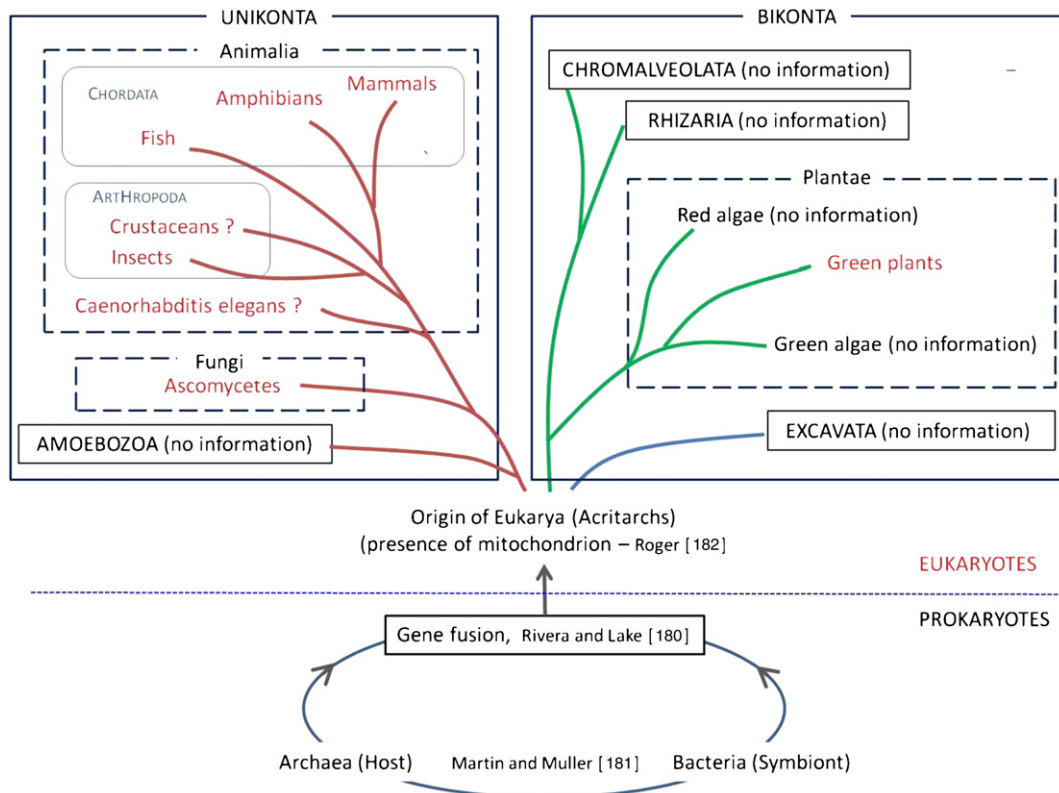 UNIKONTA
BIKONTA
Animalia
CHORDATA
Amphibians
Mammals
Fish
ARTHROPODA
Crustaceans ?
Insects
Caenorhabditis elegans ?
Fungi
Ascomycetes
AMOEBOZOA (no information)
CHROMALVEOLATA (no information)
RHIZARIA (no information)
Plantae
Red algae (no information)
Green plants
Green algae (no information)
EXCAVATA (no information)
Origin of Eukarya (Acritarchs)
(presence of mitochondrion – Roger [182]
EUKARYOTES
PROKARYOTES
Gene fusion, Rivera and Lake [180]
Archaea (Host) Martin and Muller [181] Bacteria (Symbiont)